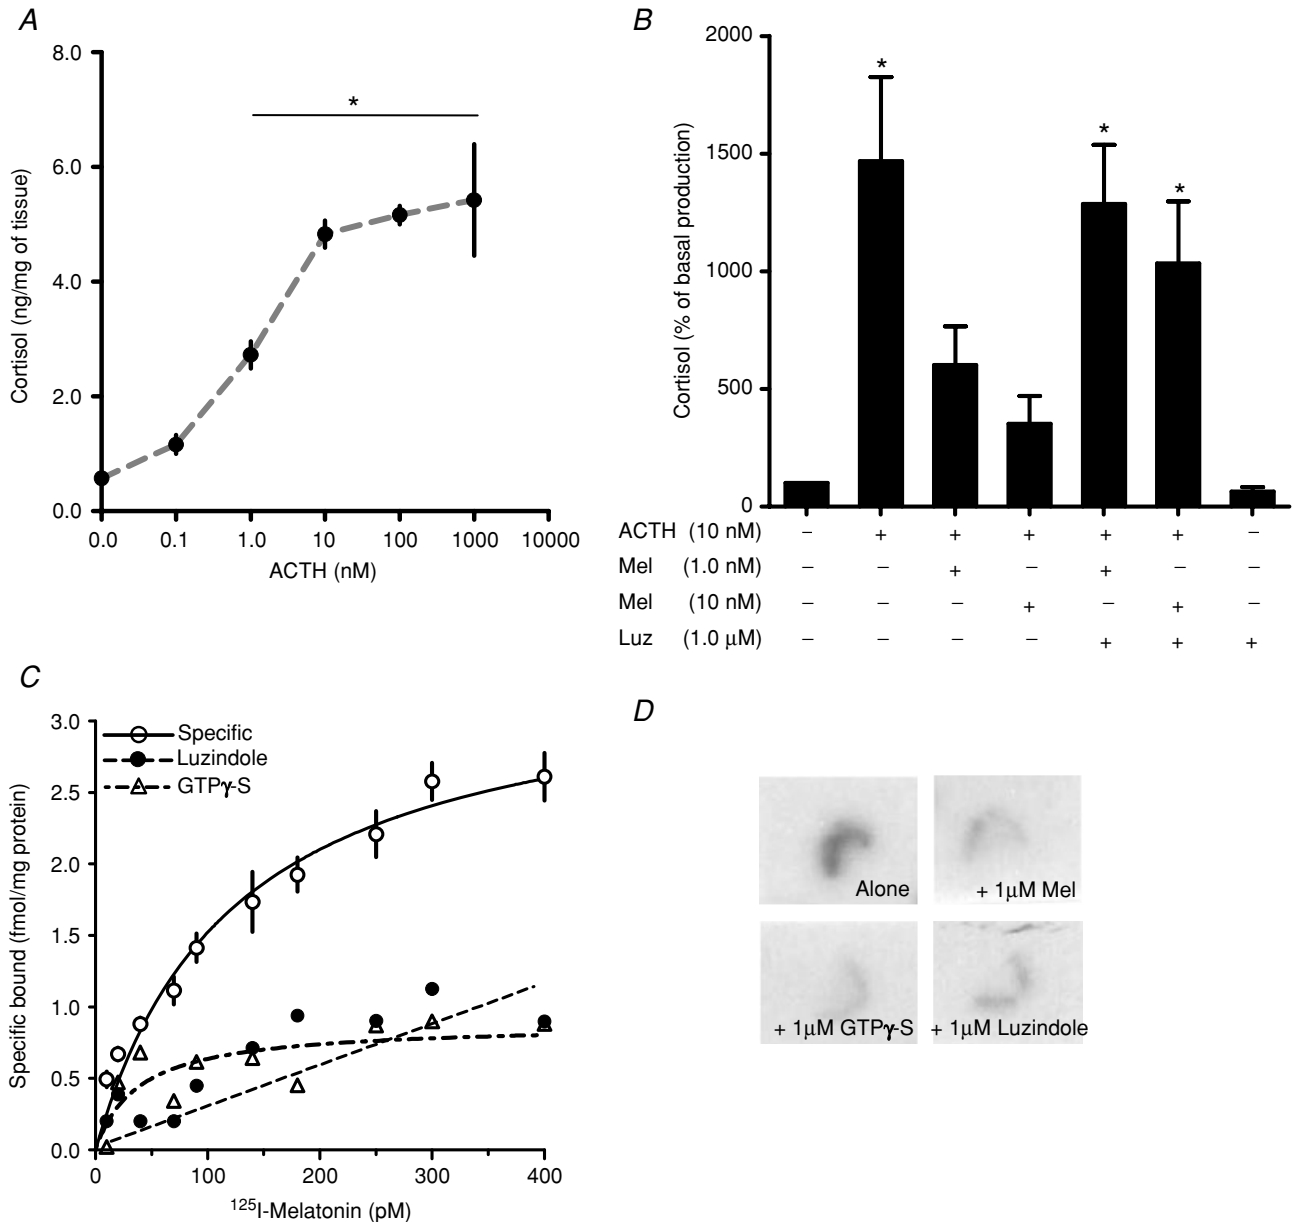 A
8.0
6.0
4.0
2.0
0.0
Cortisol (ng/mg of tissue)
*
0.0 0.1 1.0 10 100 1000 10000
ACTH (nM)
B
2000
1500
1000
500
0
Cortisol (% of basal production)
* * *
ACTH (10 nM) – + + + + + –
Mel (1.0 nM) – – + – + – –
Mel (10 nM) – – – + – + –
Luz (1.0 μM) – – – – + + +
C
3.0
2.5
2.0
1.5
1.0
0.5
0.0
Specific bound (fmol/mg protein)
Specific
Luzindole
GTPγ-S
0 100 200 300 400
¹²⁵I-Melatonin (pM)
D
Alone
+ 1μM Mel
+ 1μM GTPγ-S
+ 1μM Luzindole